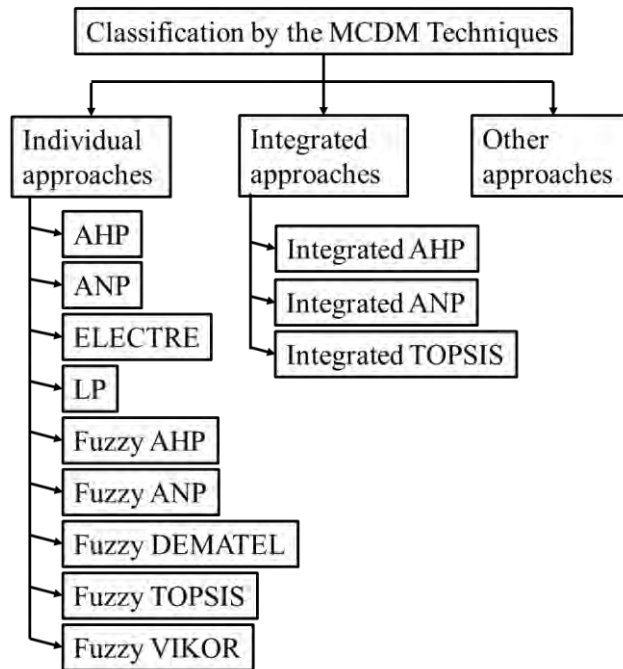 Classification by the MCDM Techniques
Individual
approaches
Integrated
approaches
Other
approaches
AHP
ANP
ELECTRE
LP
Fuzzy AHP
Fuzzy ANP
Fuzzy DEMATEL
Fuzzy TOPSIS
Fuzzy VIKOR
Integrated AHP
Integrated ANP
Integrated TOPSIS